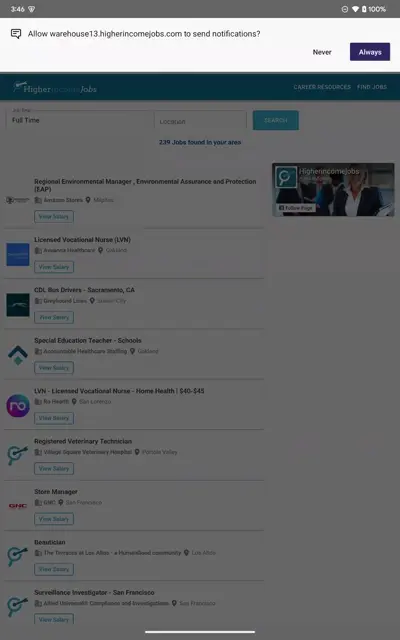 3:46
100%
Allow warehouse13.higherincomejobs.com to send notifications?
Never
Always
HigherIncomeJobs
CAREER RESOURCES
FIND JOBS
Job Title
Full Time
Location
SEARCH
239 Jobs found in your area
Regional Environmental Manager , Environmental Assurance and Protection
(EAP)
Amazon Stores
Milpitas
View Salary
Higherincomejobs
Follow Page
Licensed Vocational Nurse (LVN)
Avaanca Healthcare
Oakland
View Salary
CDL Bus Drivers - Sacramento, CA
Greyhound Lines
View Salary
Special Education Teacher - Schools
Accountable Healthcare Staffing
Oakland
View Salary
LVN - Licensed Vocational Nurse - Home Health | $40-$45
ro
Ro Health
San Lorenzo
View Salary
Registered Veterinary Technician
Village Square Veterinary Hospital
Portola Valley
View Salary
Store Manager
GNC
GNC
San Francisco
View Salary
The Terraces at Los Altos - a HumanGood community
Los Altos
View Salary
Surveillance Investigator - San Francisco
Allied Universal® Compliance and Investigations
San Francisco
View Salary